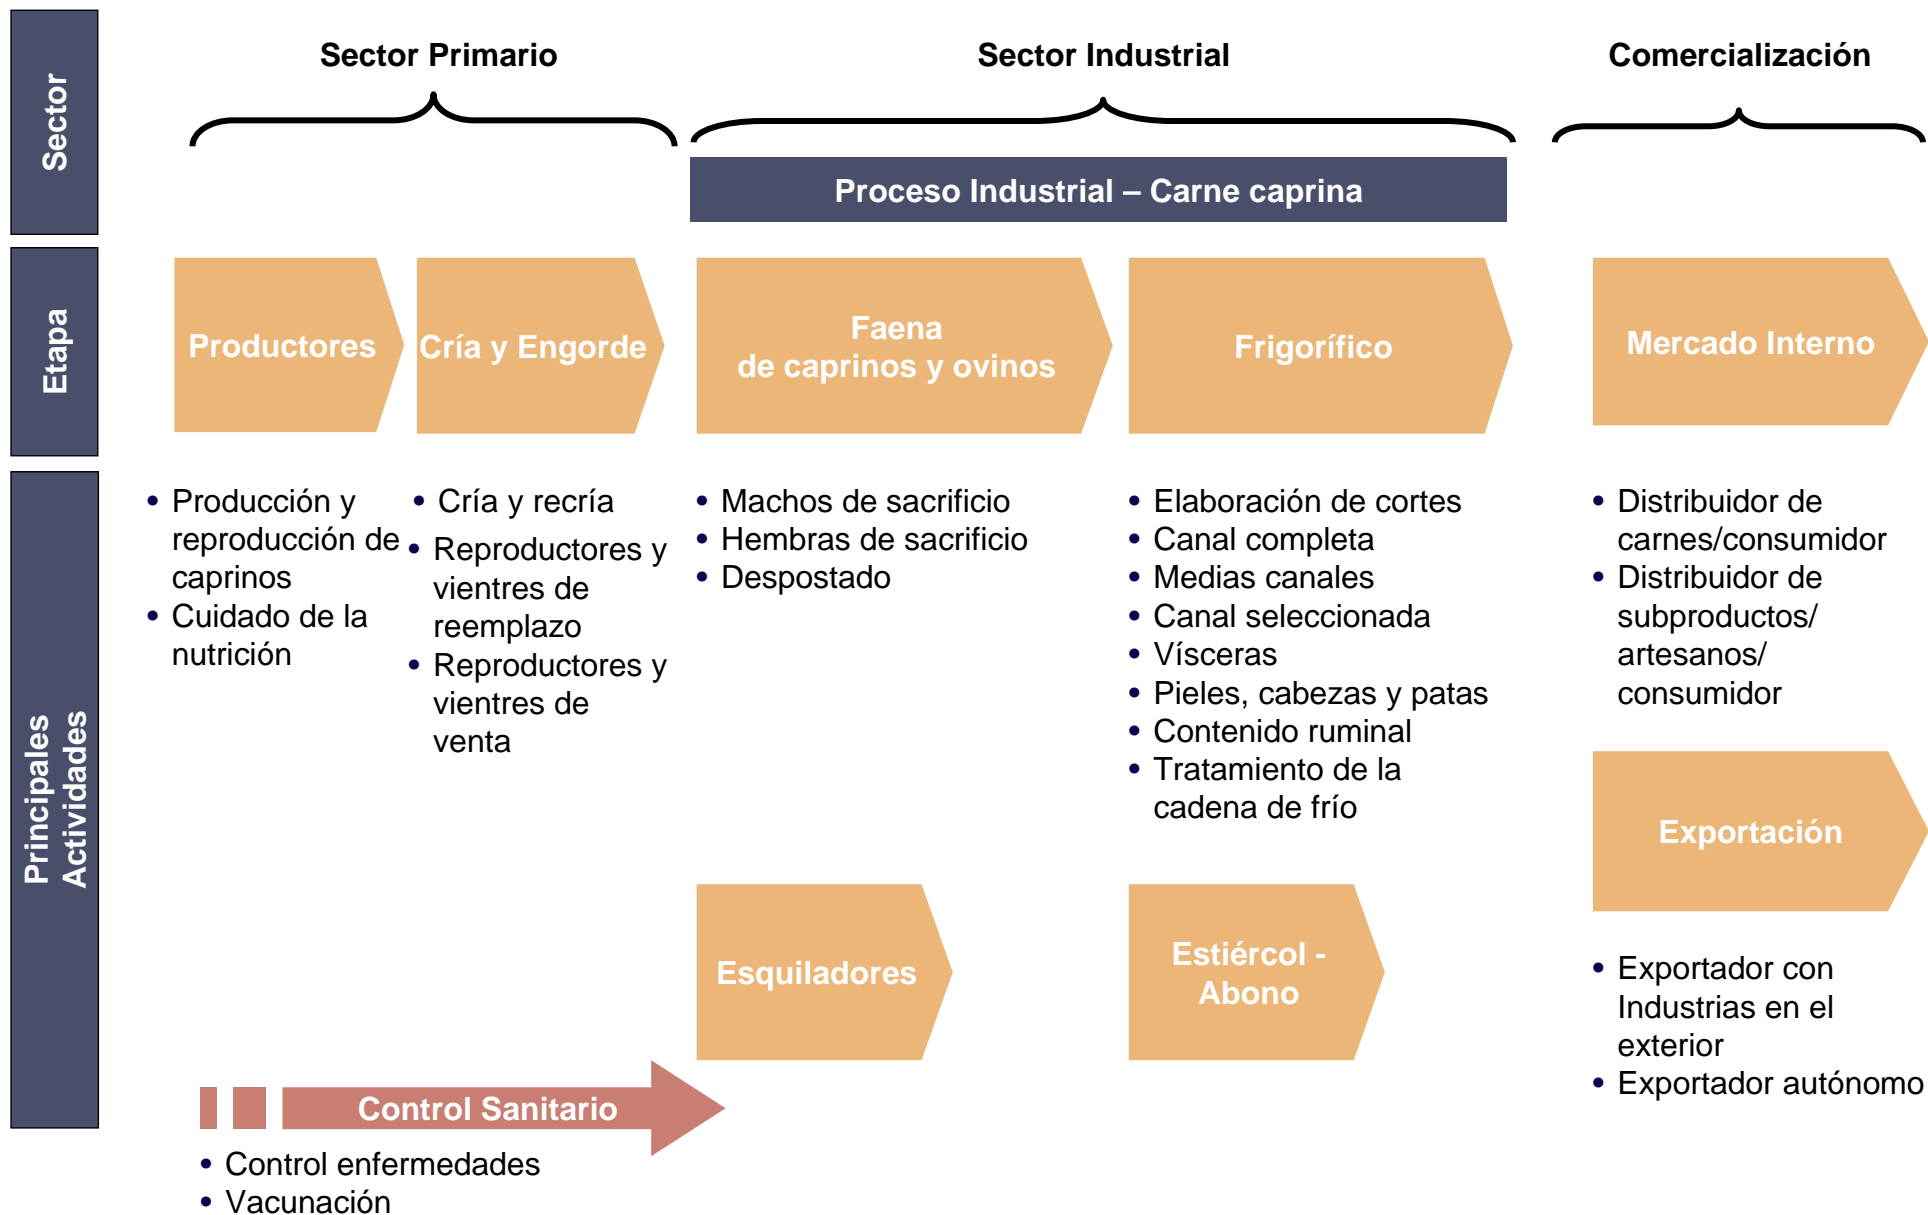 Sector
Sector Primario
Sector Industrial
Comercialización
Proceso Industrial – Carne caprina
Etapa
Productores
Cría y Engorde
Faena
de caprinos y ovinos
Frigorífico
Mercado Interno
Principales
Actividades
• Producción y
reproducción de
caprinos
• Cuidado de la
nutrición
• Cría y recría
• Reproductores y
vientres de
reemplazo
• Reproductores y
vientres de
venta
• Machos de sacrificio
• Hembras de sacrificio
• Despostado
• Elaboración de cortes
• Canal completa
• Medias canales
• Canal seleccionada
• Vísceras
• Pieles, cabezas y patas
• Contenido ruminal
• Tratamiento de la
cadena de frío
• Distribuidor de
carnes/consumidor
• Distribuidor de
subproductos/
artesanos/
consumidor
Exportación
• Exportador con
Industrias en el
exterior
• Exportador autónomo
Esquiladores
Estiércol -
Abono
Control Sanitario
• Control enfermedades
• Vacunación